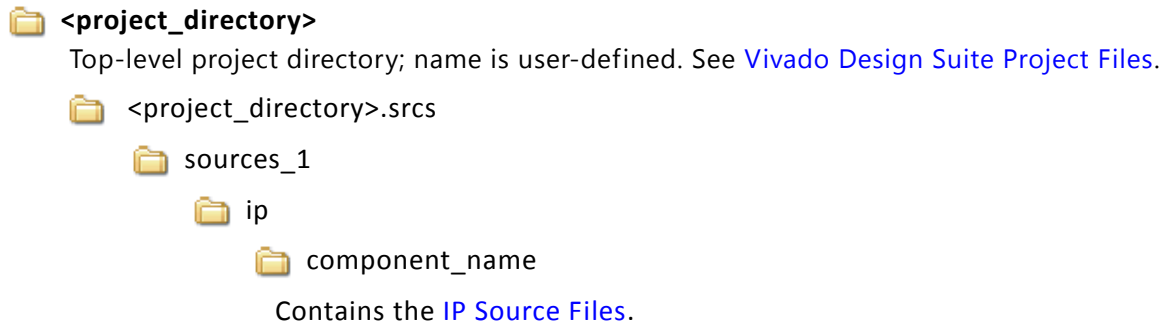 <project_directory>
Top-level project directory; name is user-defined. See Vivado Design Suite Project Files.
<project_directory>.srcs
sources_1
ip
component_name
Contains the IP Source Files.